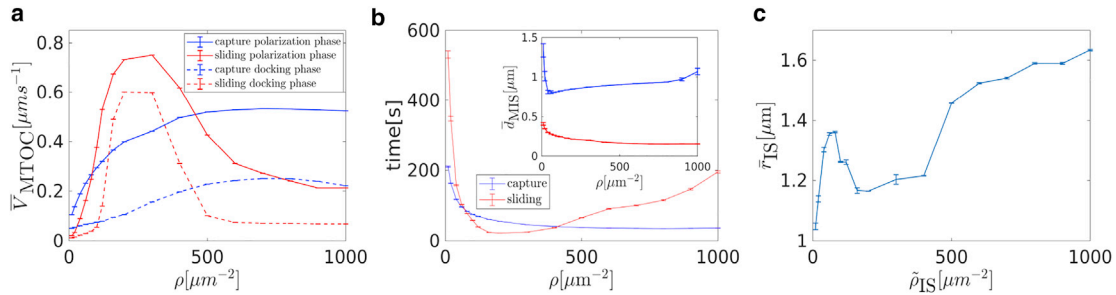 a
0.8
0.6
0.4
0.2
0
V̅MTOC[μms⁻¹]
capture polarization phase
sliding polarization phase
capture docking phase
sliding docking phase
0 500 1000
ρ[μm⁻²]
b
600
400
200
0
time[s]
1.5
1
0.5
0
d̅MIS[μm]
0 500 1000
ρ[μm⁻²]
capture
sliding
0 500 1000
ρ[μm⁻²]
c
1.6
1.4
1.2
1
r̄IS[μm]
0 500 1000
ρ̃IS[μm⁻²]